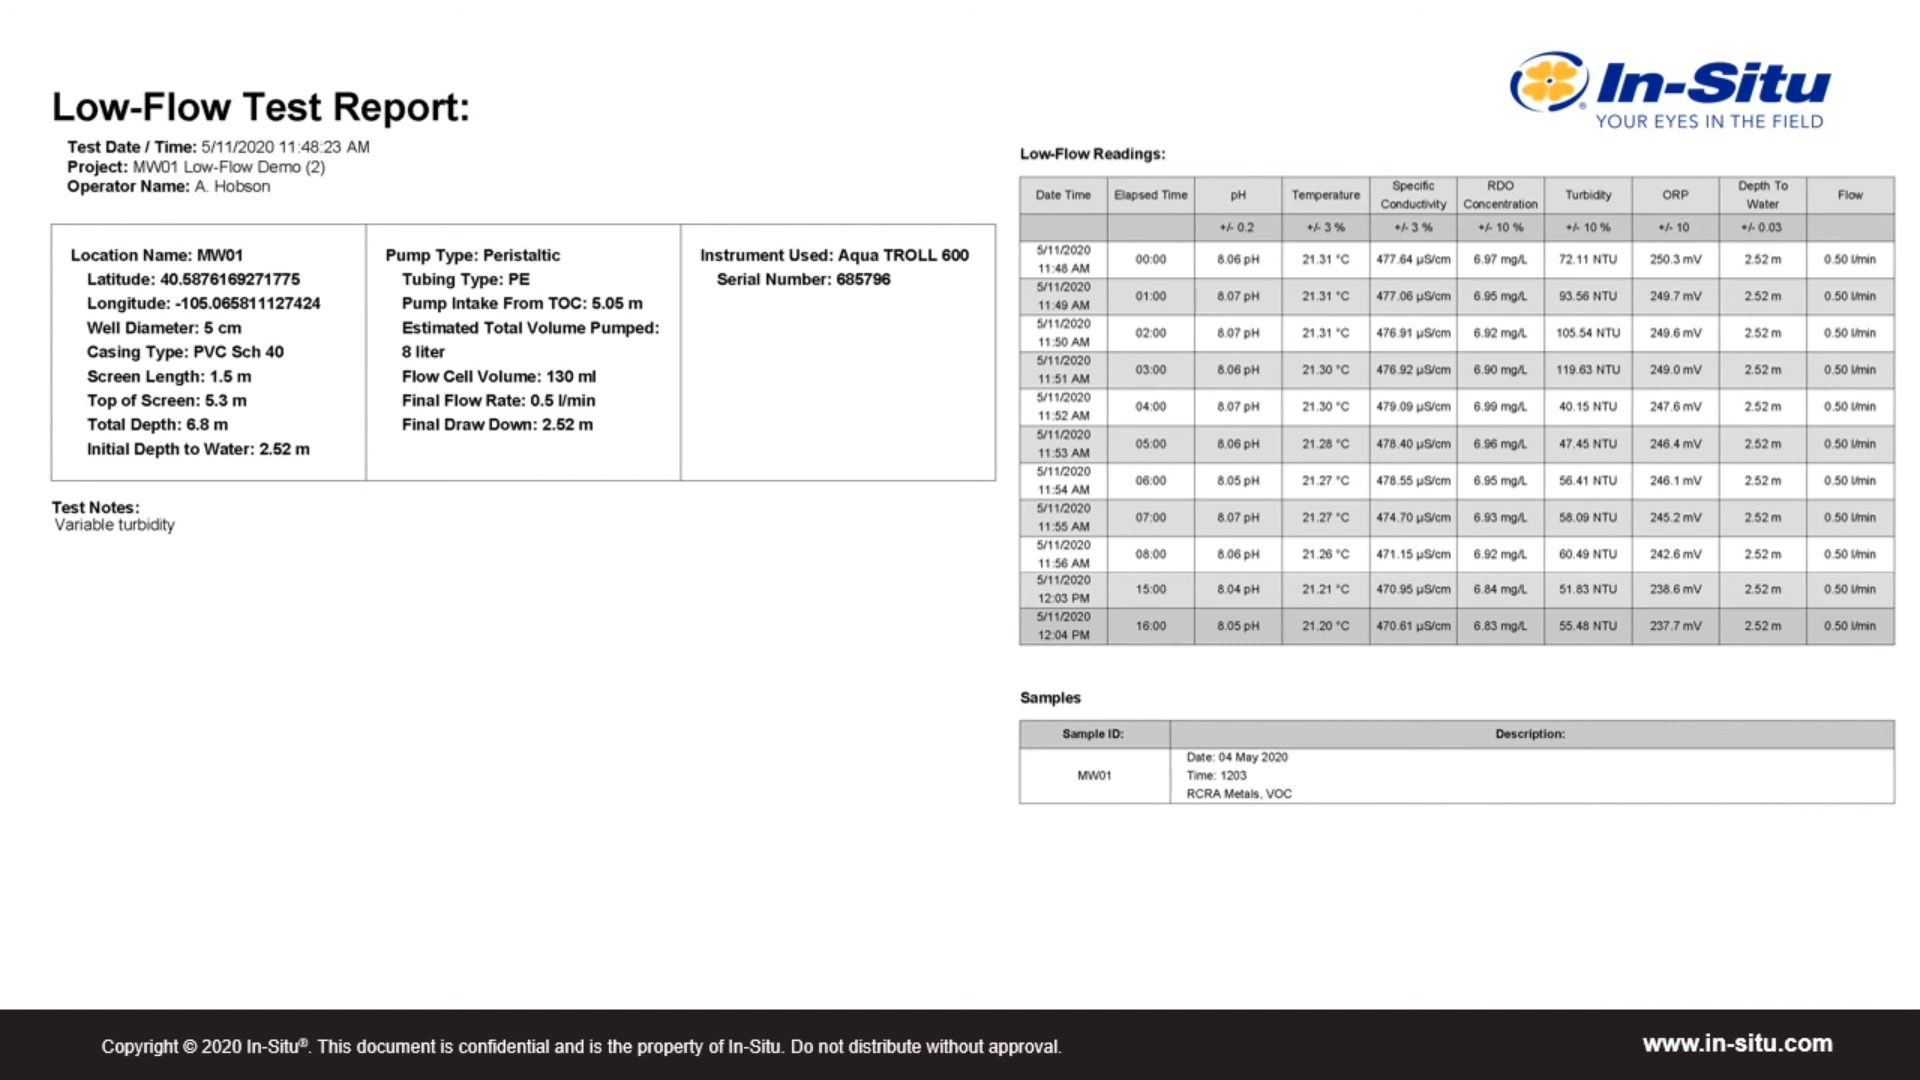 In-Situ
®
YOUR EYES IN THE FIELD
Low-Flow Test Report:
Test Date / Time: 5/11/2020 11:48:23 AM
Project: MW01 Low-Flow Demo (2)
Operator Name: A. Hobson
Location Name: MW01
Latitude: 40.5876169271775
Longitude: -105.065811127424
Well Diameter: 5 cm
Casing Type: PVC Sch 40
Screen Length: 1.5 m
Top of Screen: 5.3 m
Total Depth: 6.8 m
Initial Depth to Water: 2.52 m
Pump Type: Peristaltic
Tubing Type: PE
Pump Intake From TOC: 5.05 m
Estimated Total Volume Pumped:
8 liter
Flow Cell Volume: 130 ml
Final Flow Rate: 0.5 l/min
Final Draw Down: 2.52 m
Instrument Used: Aqua TROLL 600
Serial Number: 685796
Test Notes:
Variable turbidity
Low-Flow Readings:
Date Time Elapsed Time pH Temperature Specific Conductivity RDO Concentration Turbidity ORP Depth To Water Flow
+/- 0.2 +/- 3 % +/- 3 % +/- 10 % +/- 10 % +/- 10 +/- 0.03
5/11/2020 11:48 AM 00:00 8.06 pH 21.31 °C 477.64 µS/cm 6.97 mg/L 72.11 NTU 250.3 mV 2.52 m 0.50 l/min
5/11/2020 11:49 AM 01:00 8.07 pH 21.31 °C 477.06 µS/cm 6.95 mg/L 93.56 NTU 249.7 mV 2.52 m 0.50 l/min
5/11/2020 11:50 AM 02:00 8.07 pH 21.31 °C 476.91 µS/cm 6.92 mg/L 105.54 NTU 249.6 mV 2.52 m 0.50 l/min
5/11/2020 11:51 AM 03:00 8.06 pH 21.30 °C 476.92 µS/cm 6.90 mg/L 119.63 NTU 249.0 mV 2.52 m 0.50 l/min
5/11/2020 11:52 AM 04:00 8.07 pH 21.30 °C 479.09 µS/cm 6.99 mg/L 40.15 NTU 247.6 mV 2.52 m 0.50 l/min
5/11/2020 11:53 AM 05:00 8.06 pH 21.28 °C 478.40 µS/cm 6.96 mg/L 47.45 NTU 246.4 mV 2.52 m 0.50 l/min
5/11/2020 11:54 AM 06:00 8.05 pH 21.27 °C 478.55 µS/cm 6.95 mg/L 56.41 NTU 246.1 mV 2.52 m 0.50 l/min
5/11/2020 11:55 AM 07:00 8.07 pH 21.27 °C 474.70 µS/cm 6.93 mg/L 58.09 NTU 245.2 mV 2.52 m 0.50 l/min
5/11/2020 11:56 AM 08:00 8.06 pH 21.26 °C 471.15 µS/cm 6.92 mg/L 60.49 NTU 242.6 mV 2.52 m 0.50 l/min
5/11/2020 12:03 PM 15:00 8.04 pH 21.21 °C 470.95 µS/cm 6.84 mg/L 51.83 NTU 238.6 mV 2.52 m 0.50 l/min
5/11/2020 12:04 PM 16:00 8.05 pH 21.20 °C 470.61 µS/cm 6.83 mg/L 55.48 NTU 237.7 mV 2.52 m 0.50 l/min
Samples
Sample ID: Description:
MW01
Date: 04 May 2020
Time: 1203
RCRA Metals, VOC
Copyright © 2020 In-Situ®. This document is confidential and is the property of In-Situ. Do not distribute without approval.
www.in-situ.com